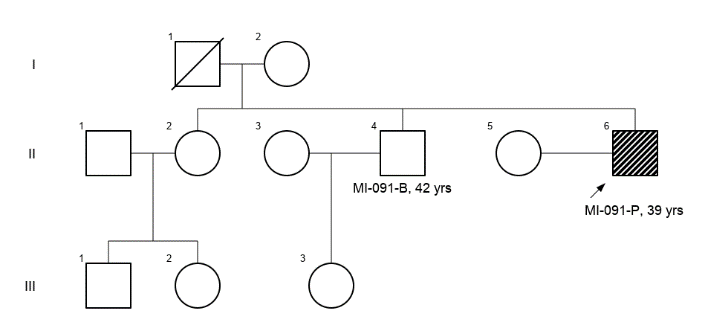 1 2
I
1 2 3 4 5 6
II
MI-091-B, 42 yrs
MI-091-P, 39 yrs
1 2 3
III